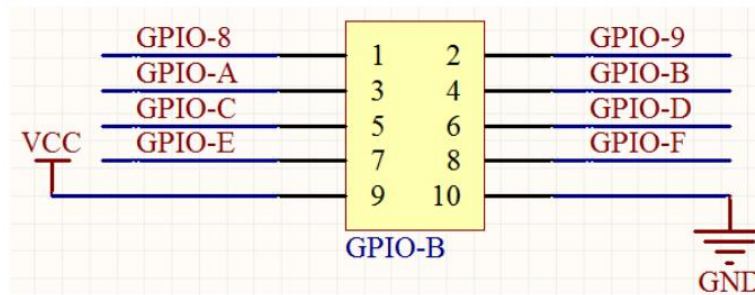 GPIO-8 1 2 GPIO-9
GPIO-A 3 4 GPIO-B
GPIO-C 5 6 GPIO-D
VCC GPIO-E 7 8 GPIO-F
9 10
GPIO-B
GND